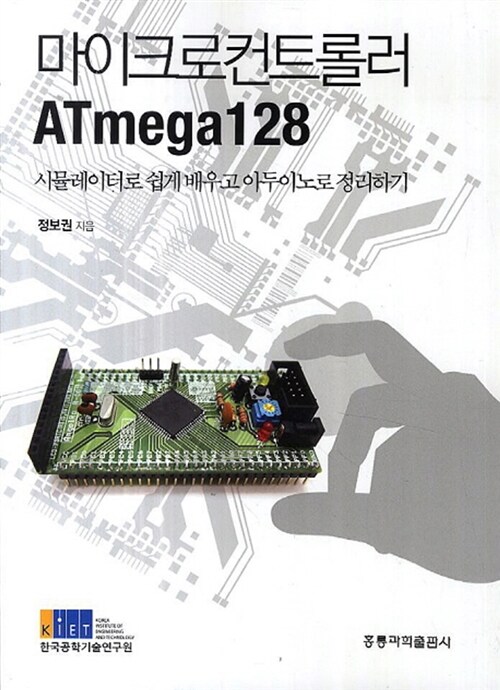 마이크로컨트롤러
ATmega128
시뮬레이터로 쉽게 배우고 아두이노로 정리하기
정보권 지음
KiET
KOREA
INSTITUTE OF
ENGINEERING
AND TECHNOLOGY
한국공학기술연구원
홍릉과학출판사